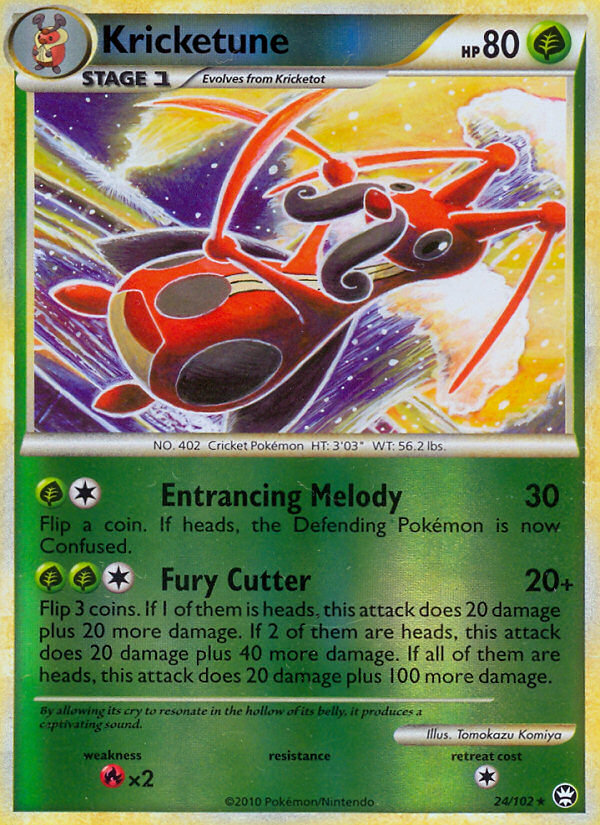 Kricketune
HP 80
STAGE 1
Evolves from Kricketot
NO. 402 Cricket Pokémon HT: 3'03" WT: 56.2 lbs.
Entrancing Melody 30
Flip a coin. If heads, the Defending Pokémon is now
Confused.
Fury Cutter 20+
Flip 3 coins. If 1 of them is heads, this attack does 20 damage
plus 20 more damage. If 2 of them are heads, this attack
does 20 damage plus 40 more damage. If all of them are
heads, this attack does 20 damage plus 100 more damage.
By allowing its cry to resonate in the hollow of its belly, it produces a
captivating sound.
Illus. Tomokazu Komiya
weakness resistance retreat cost
×2
©2010 Pokémon/Nintendo 24/102 ★